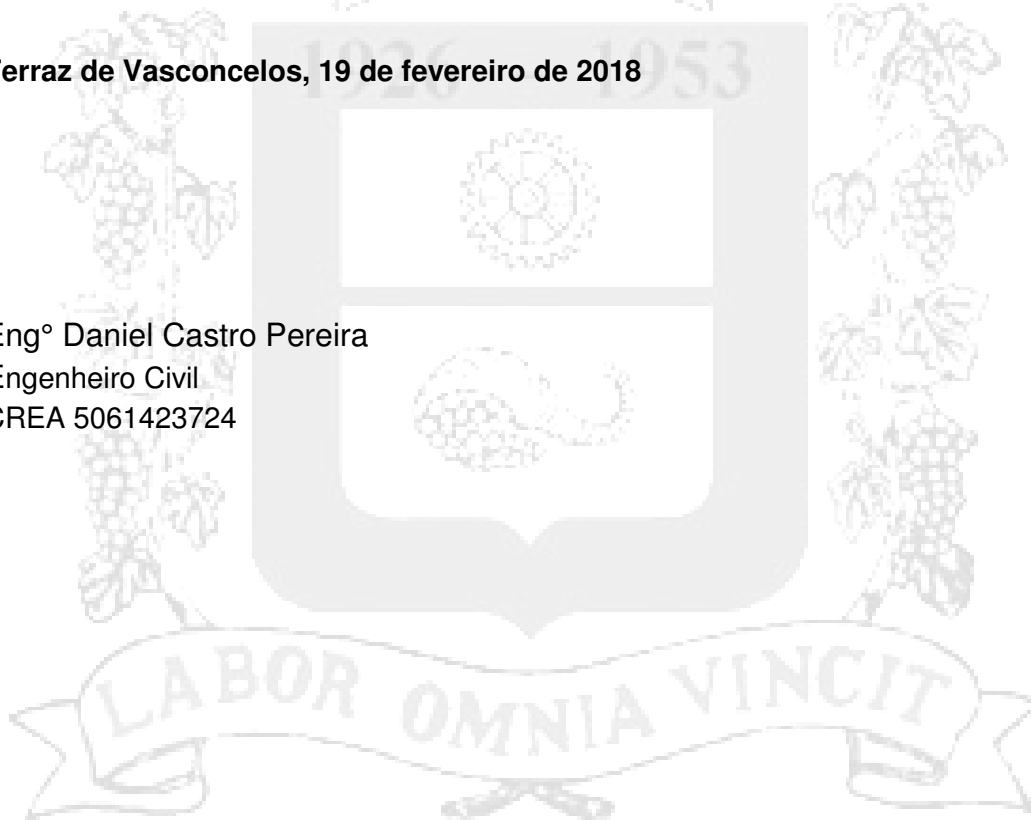 1926 1953
Ferraz de Vasconcelos, 19 de fevereiro de 2018
Eng° Daniel Castro Pereira
Engenheiro Civil
CREA 5061423724
LABOR OMNIA VINCIT